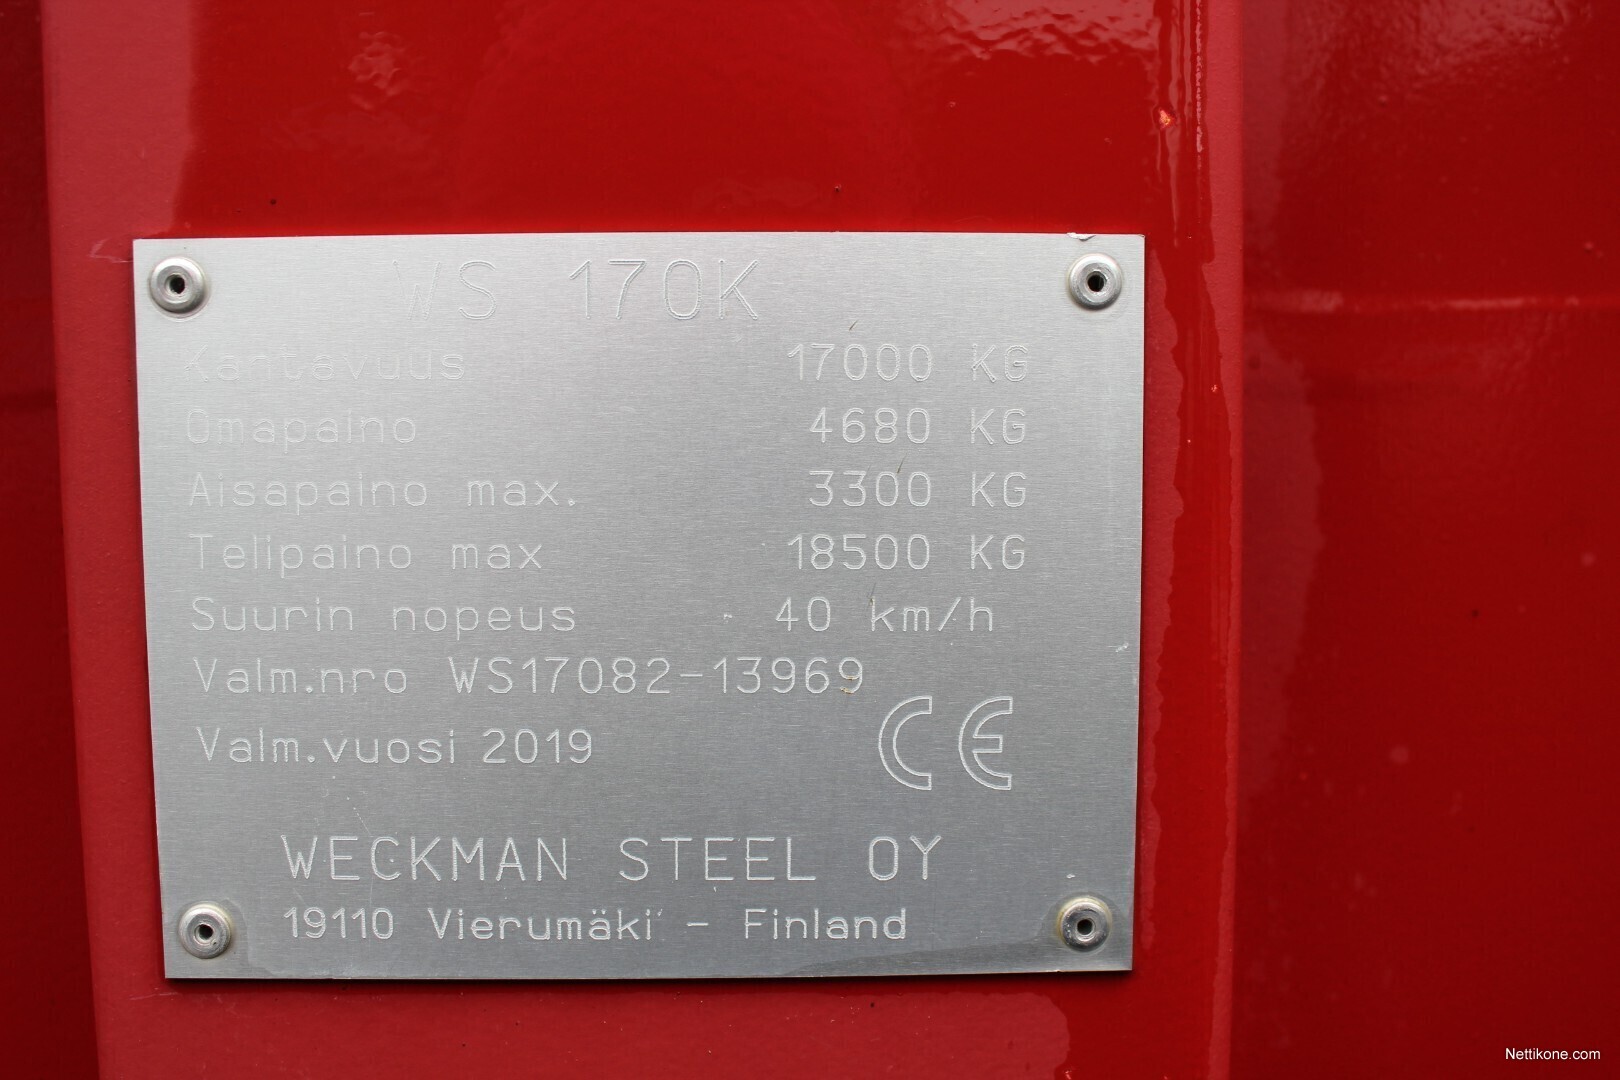 WS 170K
Kantavuus 17000 KG
Omapaino 4680 KG
Aisapaino max. 3300 KG
Telipaino max 18500 KG
Suurin nopeus 40 km/h
Valm.nro WS17082-13969
Valm.vuosi 2019 CE
WECKMAN STEEL OY
19110 Vierumäki - Finland
Nettikone.com